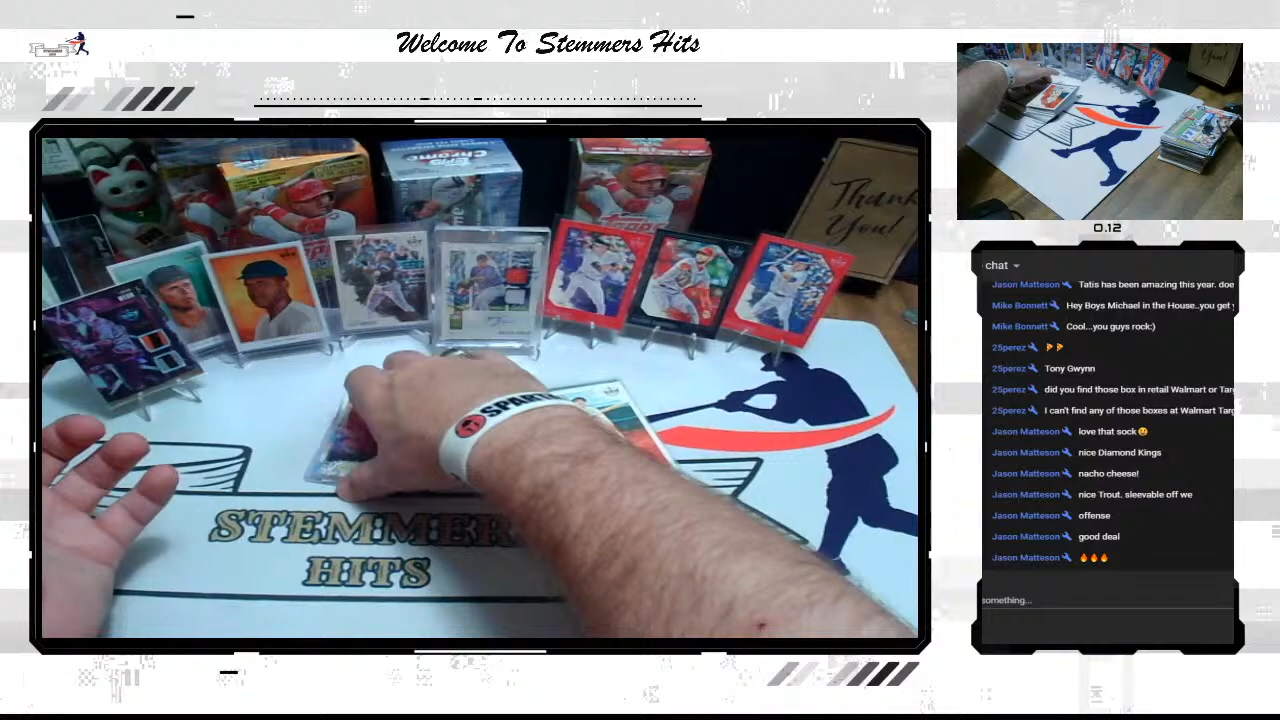 Welcome To Stemmers Hits
Thank
You!
Chrome
SPART
STEMMER
HITS
You!
0.12
chat
Jason Matteson Tatis has been amazing this year. doe
Mike Bonnett Hey Boys Michael in the House..you get
Mike Bonnett Cool...you guys rock:)
25perez
25perez Tony Gwynn
25perez did you find those box in retail Walmart or Tar
25perez I can't find any of those boxes at Walmart Targ
Jason Matteson love that sock😃
Jason Matteson nice Diamond Kings
Jason Matteson nacho cheese!
Jason Matteson nice Trout. sleevable off we
Jason Matteson offense
Jason Matteson good deal
Jason Matteson 🔥🔥🔥
something...